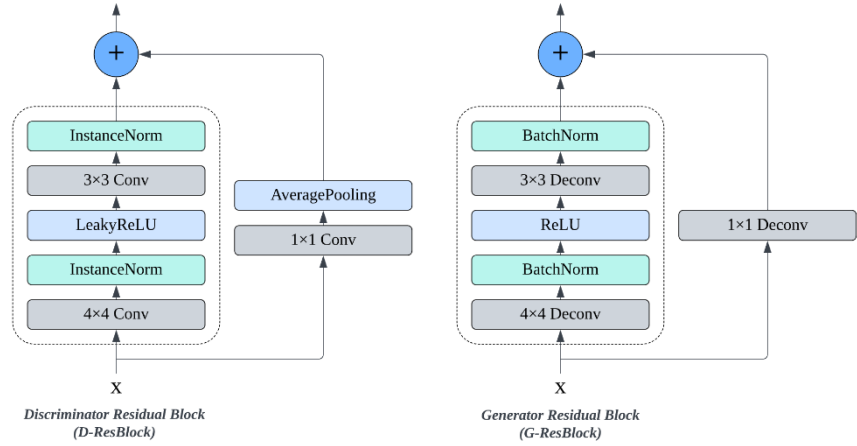 +
InstanceNorm
3×3 Conv
LeakyReLU
InstanceNorm
4×4 Conv
AveragePooling
1×1 Conv
x
Discriminator Residual Block
(D-ResBlock)
+
BatchNorm
3×3 Deconv
ReLU
BatchNorm
4×4 Deconv
1×1 Deconv
x
Generator Residual Block
(G-ResBlock)